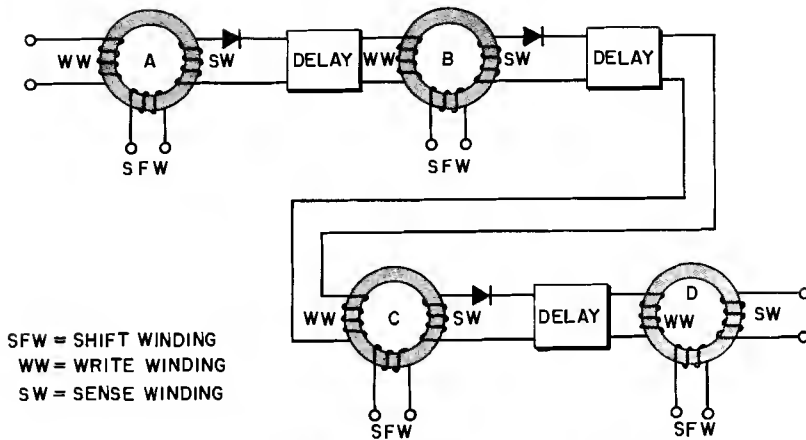 WW A SW DELAY WW B SW DELAY
SFW SFW
WW C SW DELAY WW D SW
SFW SFW
SFW = SHIFT WINDING
WW = WRITE WINDING
SW = SENSE WINDING